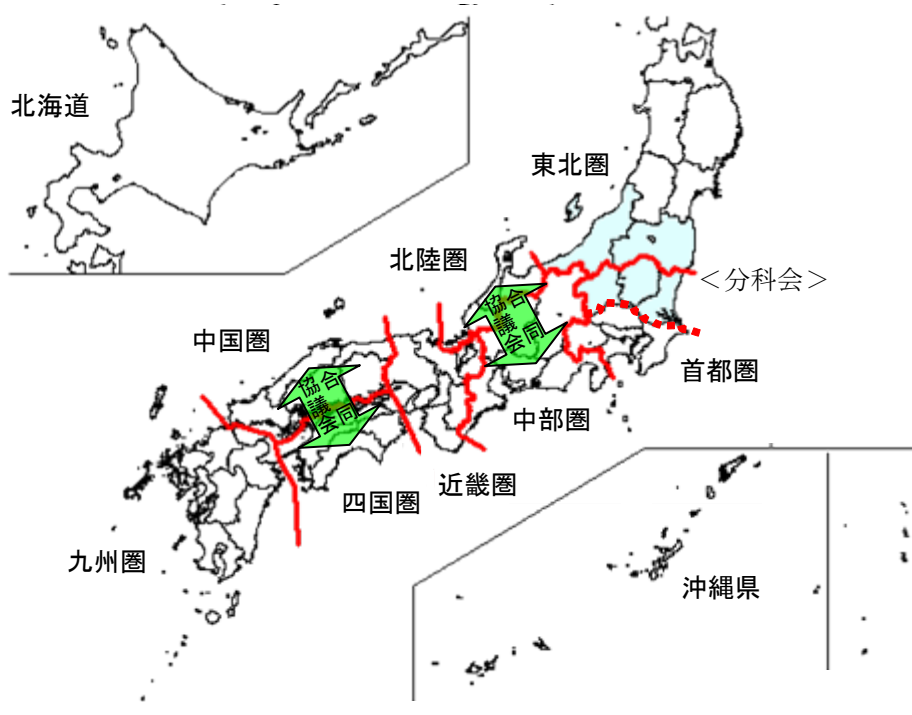 北海道
東北圏
北陸圏
＜分科会＞
合同
協議会
中国圏
首都圏
合同
協議会
中部圏
近畿圏
四国圏
九州圏
沖縄県